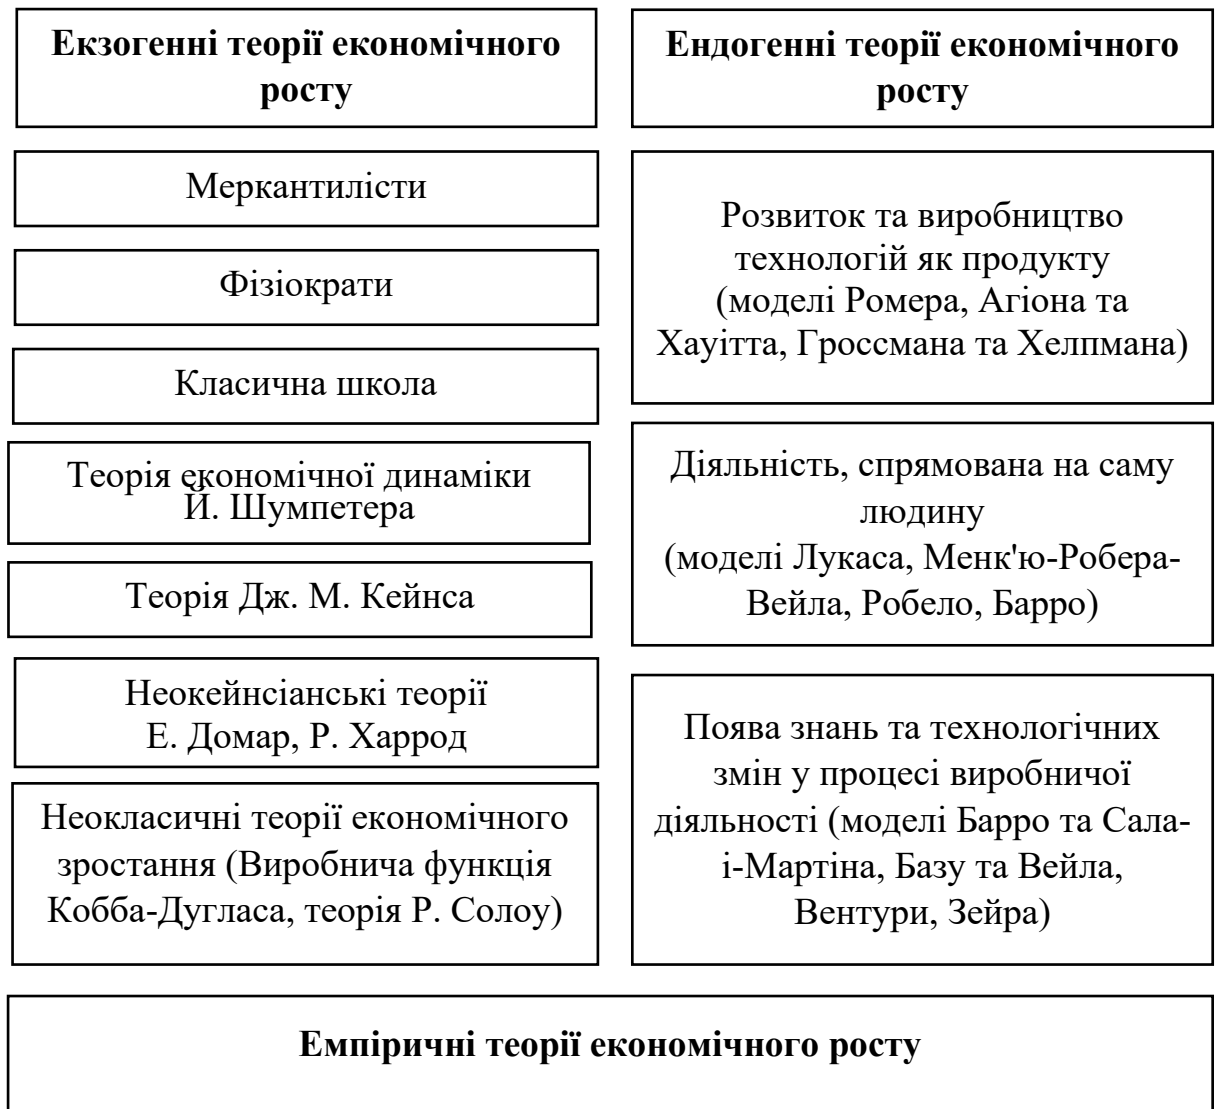 Екзогенні теорії економічного
росту
Меркантилісти
Фізіократи
Класична школа
Теорія економічної динаміки
Й. Шумпетера
Теорія Дж. М. Кейнса
Неокейнсіанські теорії
Е. Домар, Р. Харрод
Неокласичні теорії економічного
зростання (Виробнича функція
Кобба-Дугласа, теорія Р. Солоу)
Ендогенні теорії економічного
росту
Розвиток та виробництво
технологій як продукту
(моделі Ромера, Агіона та
Хауітта, Гроссмана та Хелпмана)
Діяльність, спрямована на саму
людину
(моделі Лукаса, Менк'ю-Робера-
Вейла, Робело, Барро)
Поява знань та технологічних
змін у процесі виробничої
діяльності (моделі Барро та Сала-
і-Мартіна, Базу та Вейла,
Вентури, Зейра)
Емпіричні теорії економічного росту